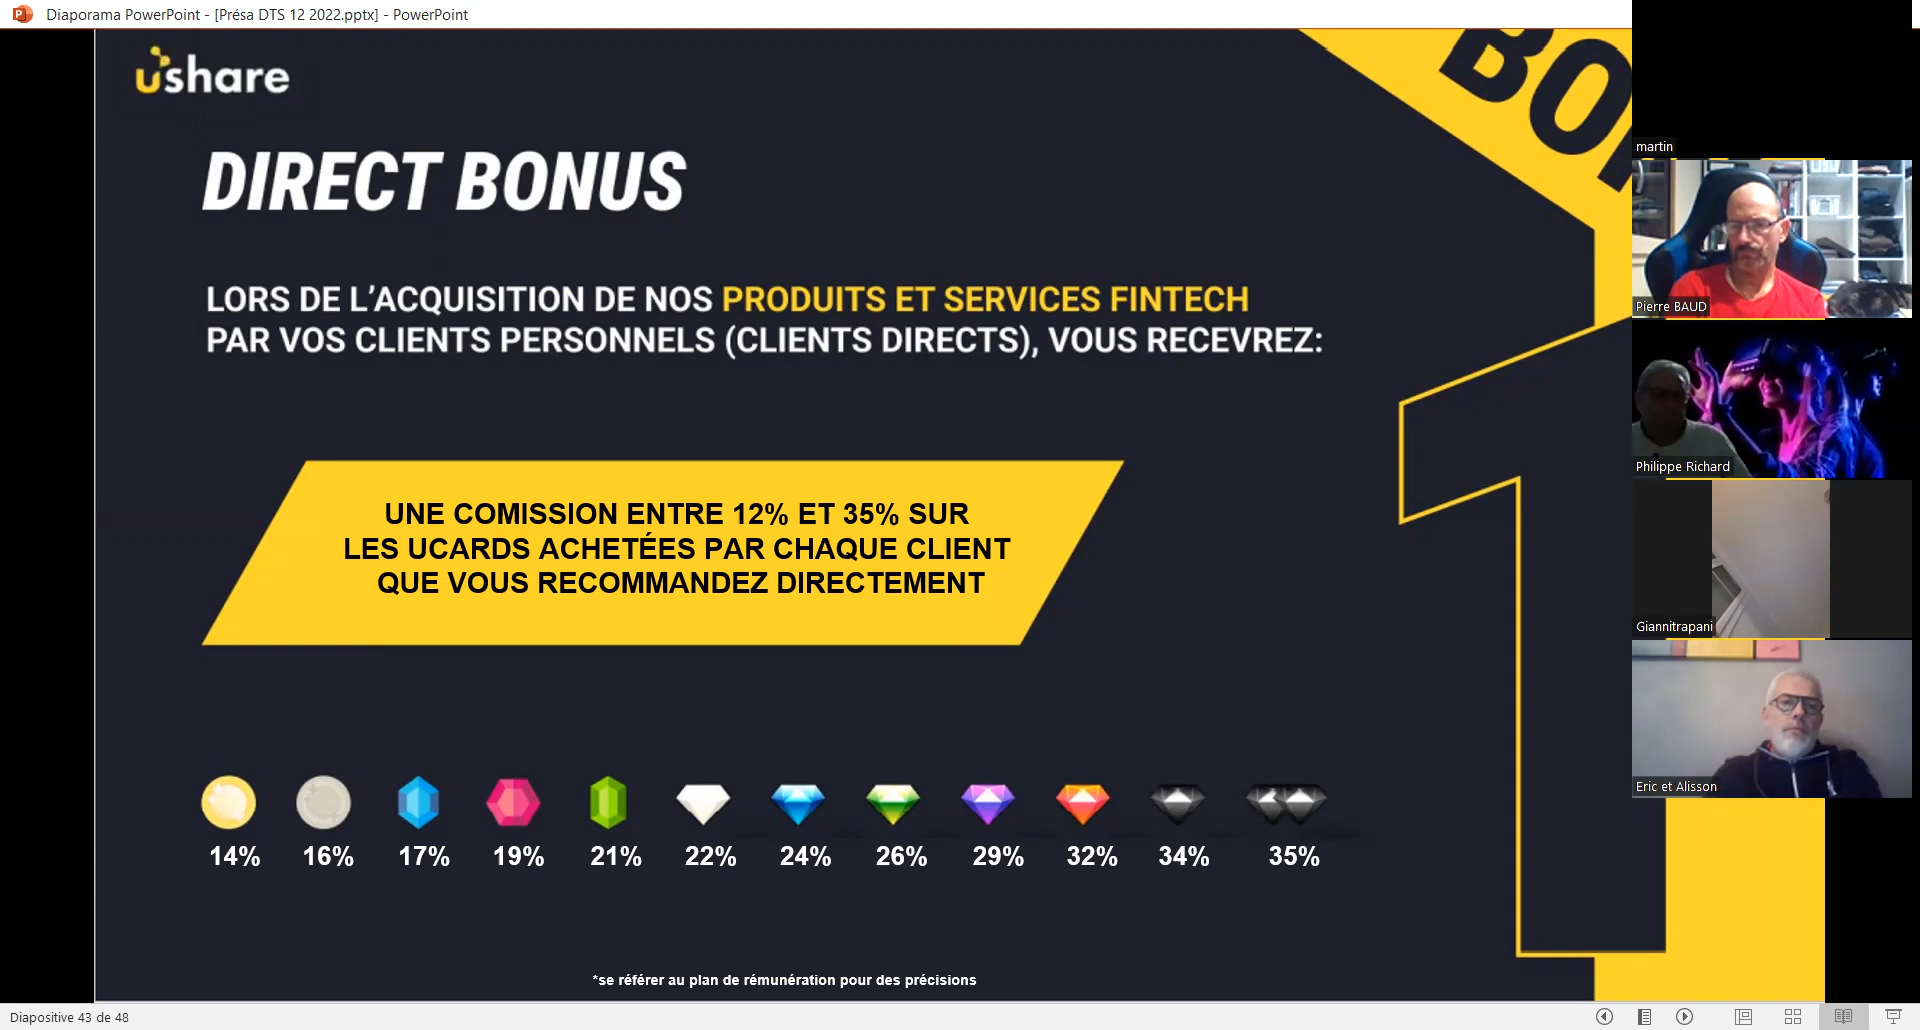 Diaporama PowerPoint - [Présa DTS 12 2022.pptx] - PowerPoint
ushare
DIRECT BONUS
LORS DE L'ACQUISITION DE NOS PRODUITS ET SERVICES FINTECH
PAR VOS CLIENTS PERSONNELS (CLIENTS DIRECTS), VOUS RECEVREZ:
UNE COMISSION ENTRE 12% ET 35% SUR
LES UCARDS ACHETÉES PAR CHAQUE CLIENT
QUE VOUS RECOMMANDEZ DIRECTEMENT
14% 16% 17% 19% 21% 22% 24% 26% 29% 32% 34% 35%
*se référer au plan de rémunération pour des précisions
1
martin
Pierre BAUD
Philippe Richard
Giannitrapani
Eric et Alisson
Diapositive 43 de 48